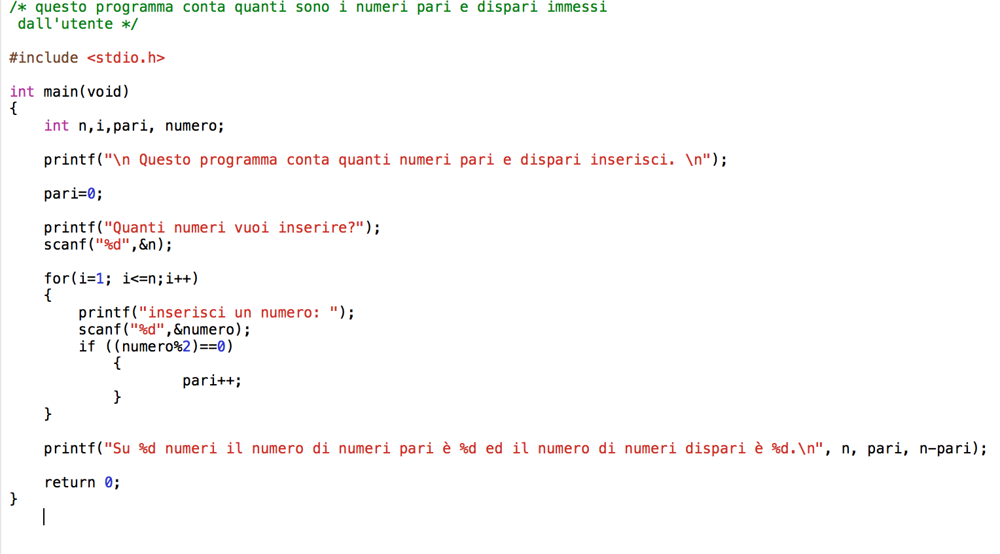 /* questo programma conta quanti sono i numeri pari e dispari immessi
 dall'utente */
#include <stdio.h>
int main(void)
{
    int n,i,pari, numero;
    printf("\n Questo programma conta quanti numeri pari e dispari inserisci. \n");
    pari=0;
    printf("Quanti numeri vuoi inserire?");
    scanf("%d",&n);
    for(i=1; i<=n;i++)
    {
        printf("inserisci un numero: ");
        scanf("%d",&numero);
        if ((numero%2)==0)
            {
                    pari++;
            }
    }
    printf("Su %d numeri il numero di numeri pari è %d ed il numero di numeri dispari è %d.\n", n, pari, n-pari);
    return 0;
}